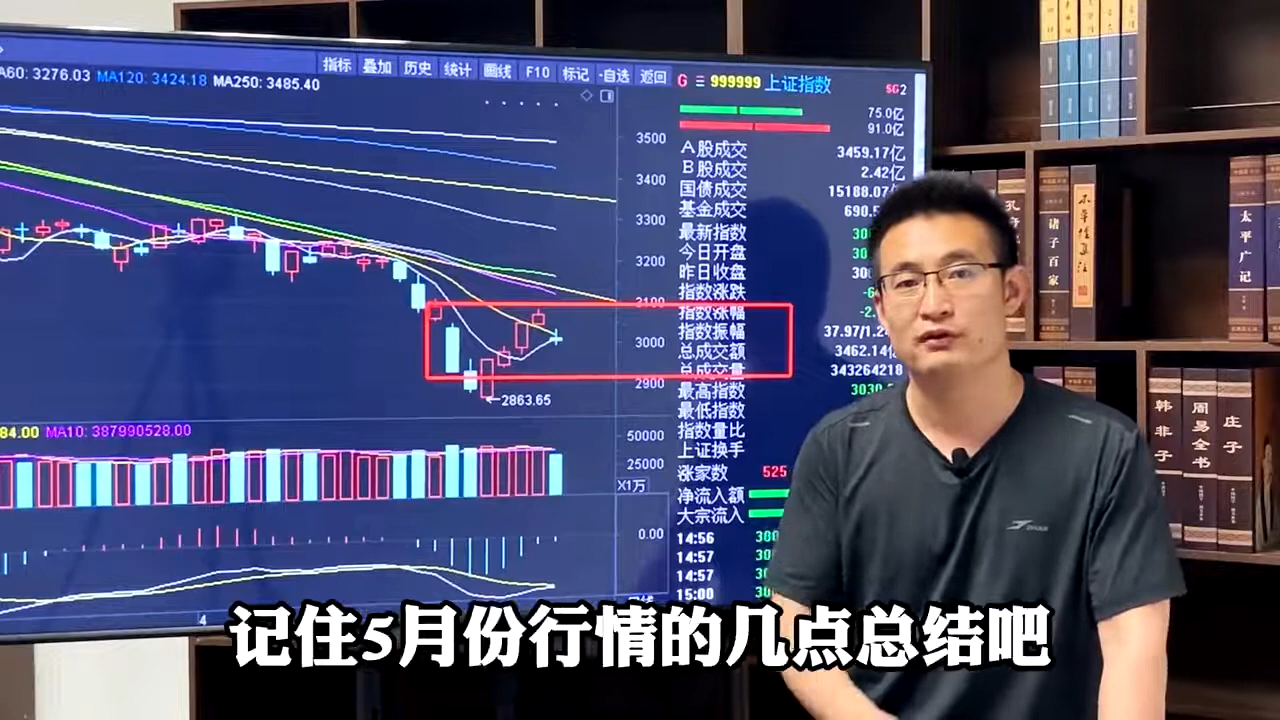 A60: 3276.03 MA120: 3424.18 MA250: 3485.40
指标 叠加 历史 统计 画线 F10 标记 ·自选 返回
G 三 999999 上证指数
3500
3400
3300
3200
3100
3000
2900
←2863.65
84.00 MA10: 387990528.00
50000
25000
X1万
0.00
4
75.0亿
91.0亿
A股成交 3459.17亿
B股成交 2.42亿
国债成交 15188.07
基金成交 690.5
最新指数
今日开盘
昨日收盘
指数涨跌
指数涨幅
指数振幅 37.97/1.2
总成交额 3462.14
总成交量 343264218
最高指数 3030
最低指数
指数量比
上证换手
涨家数 525
净流入额
大宗流入
14:56
14:57
14:57
15:00
诸子百家
太平广记
韩非子
周易全书
庄子
记住5月份行情的几点总结吧